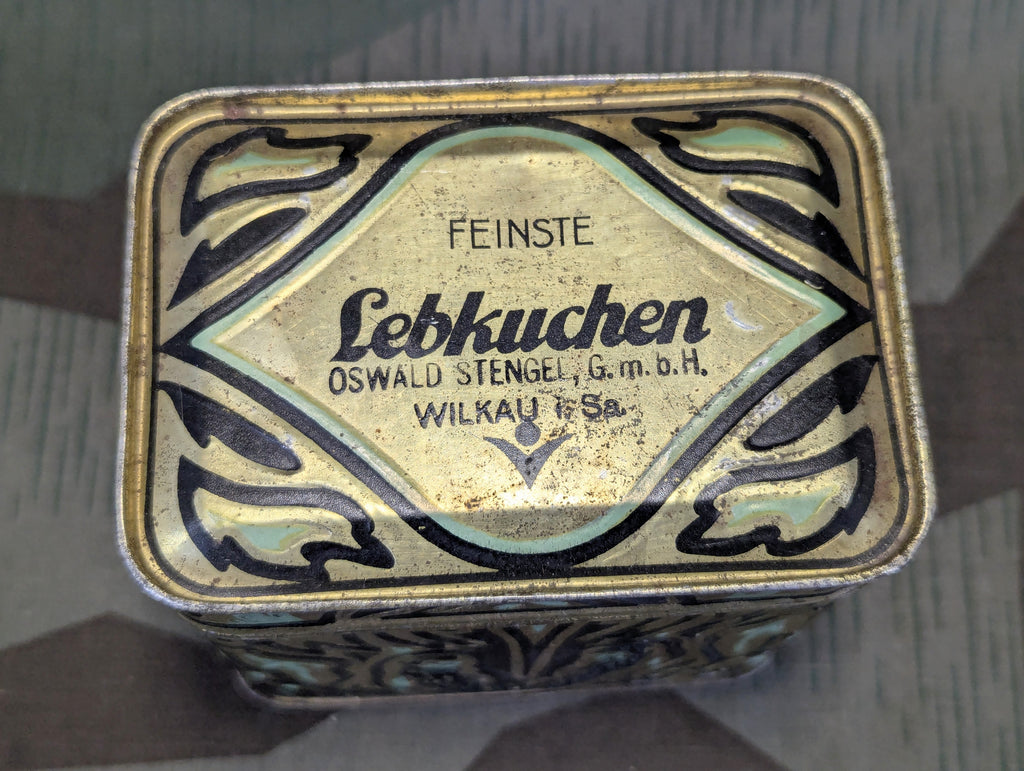 FEINSTE
Lebkuchen
OSWALD STENGEL, G.m.b.H.
WILKAU i. Sa.